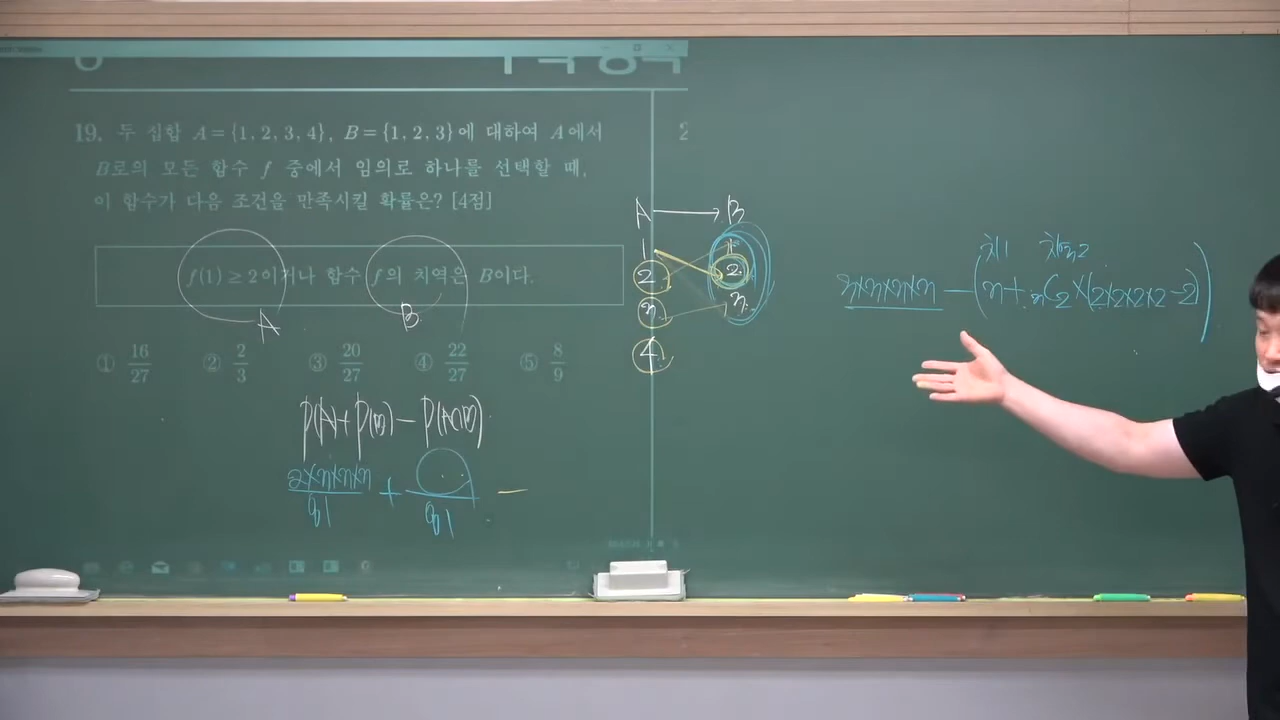 19. 두 집합 A={1, 2, 3, 4}, B={1, 2, 3}에 대하여 A에서
B로의 모든 함수 f 중에서 임의로 하나를 선택할 때,
이 함수가 다음 조건을 만족시킬 확률은? [4점]
f(1)≥2이거나 함수 f의 치역은 B이다.
A B
① 16/27 ② 2/3 ③ 20/27 ④ 22/27 ⑤ 8/9
P(A)+P(B)-P(A∩B)
2×3×3×3/81 + /81 -
A → B
1 1
2 2
3 3
4
치1 치역2
3×3×3×3 - (3+₃C₂×(2×2×2×2-2))